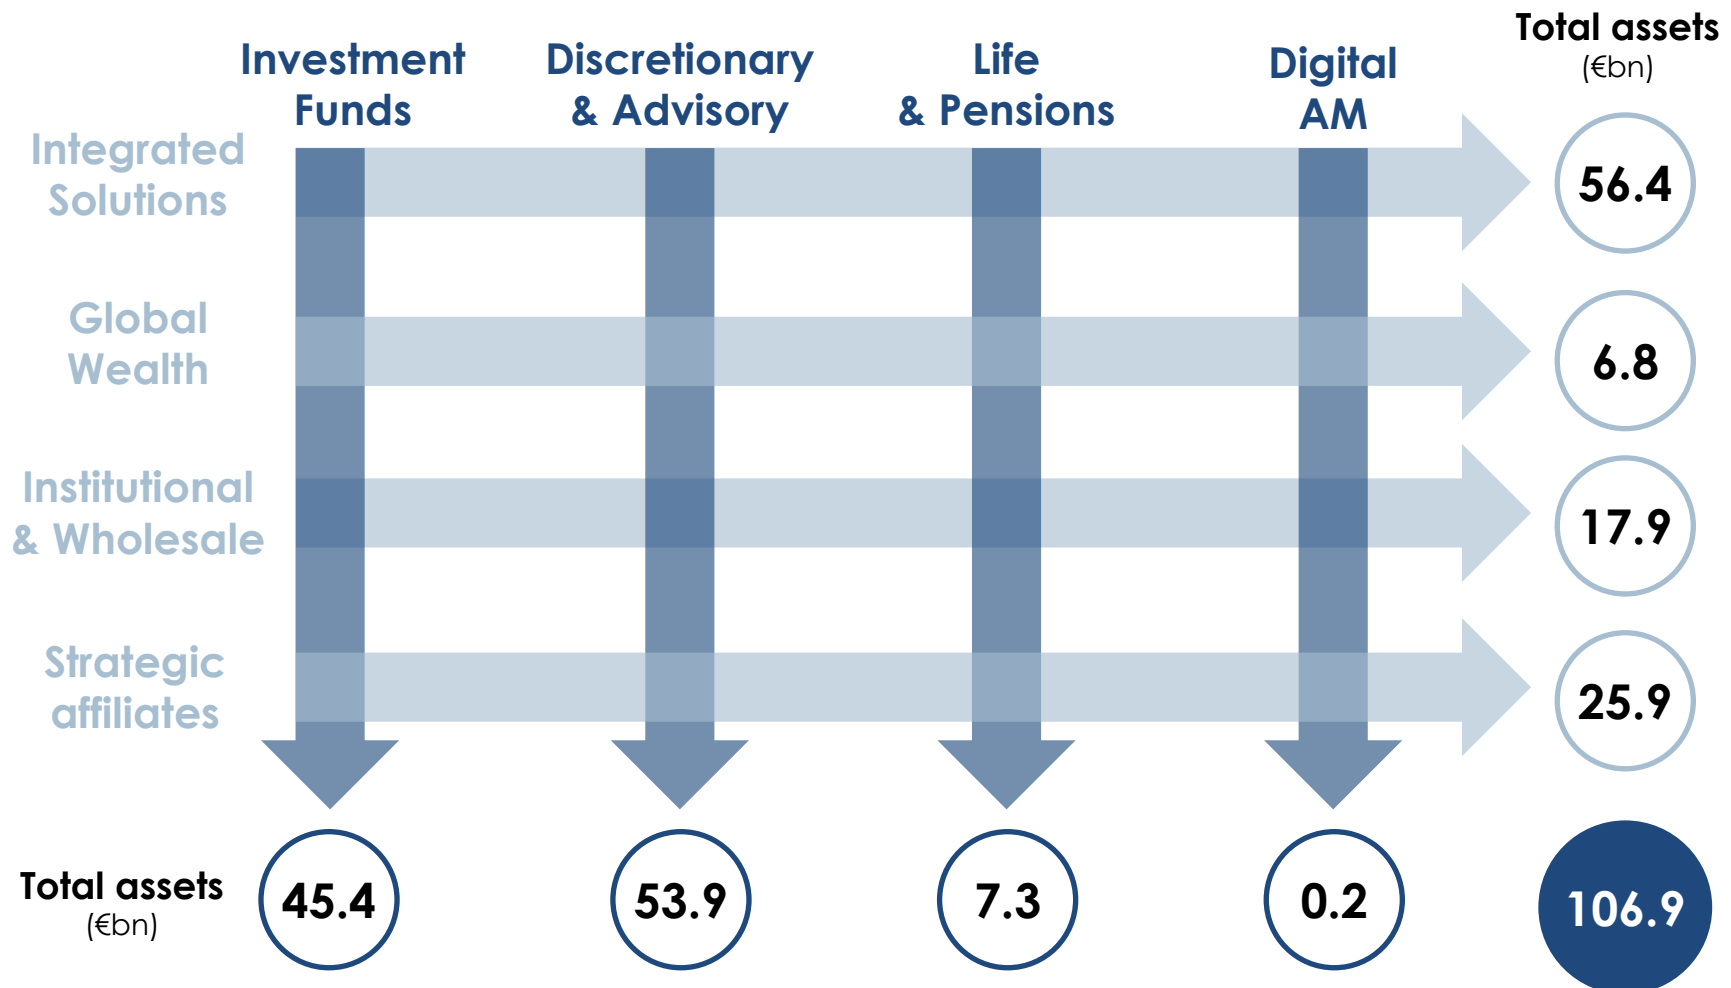 Total assets
(€bn)
Investment
Funds
Discretionary
& Advisory
Life
& Pensions
Digital
AM
Integrated
Solutions
56.4
Global
Wealth
6.8
Institutional
& Wholesale
17.9
Strategic
affiliates
25.9
Total assets
(€bn)
45.4
53.9
7.3
0.2
106.9